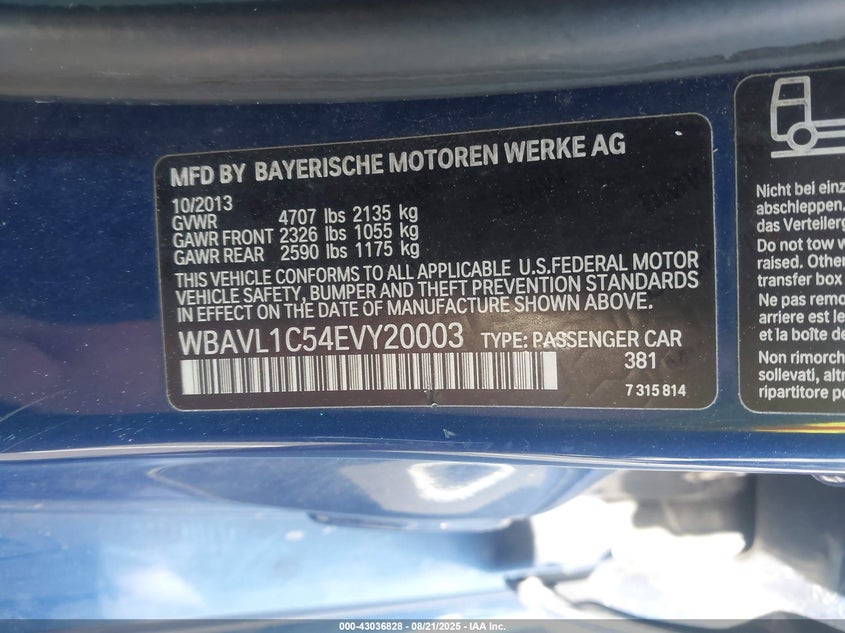 MFD BY BAYERISCHE MOTOREN WERKE AG
10/2013
GVWR 4707 lbs 2135 kg
GAWR FRONT 2326 lbs 1055 kg
GAWR REAR 2590 lbs 1175 kg
THIS VEHICLE CONFORMS TO ALL APPLICABLE U.S.FEDERAL MOTOR
VEHICLE SAFETY, BUMPER AND THEFT PREVENTION STANDARDS
IN EFFECT ON THE DATE OF MANUFACTURE SHOWN ABOVE.
WBAVL1C54EVY20003 TYPE: PASSENGER CAR
381
7 315 814
Nicht bei einz
abschleppen.
das Verteilerg
Do not tow w
raised. Other
transfer box
Ne pas remo
arriere est le
et la boîte de
Non rimorch
sollevati, altr
ripartitore po
000-43036828 - 08/21/2025 - IAA Inc.